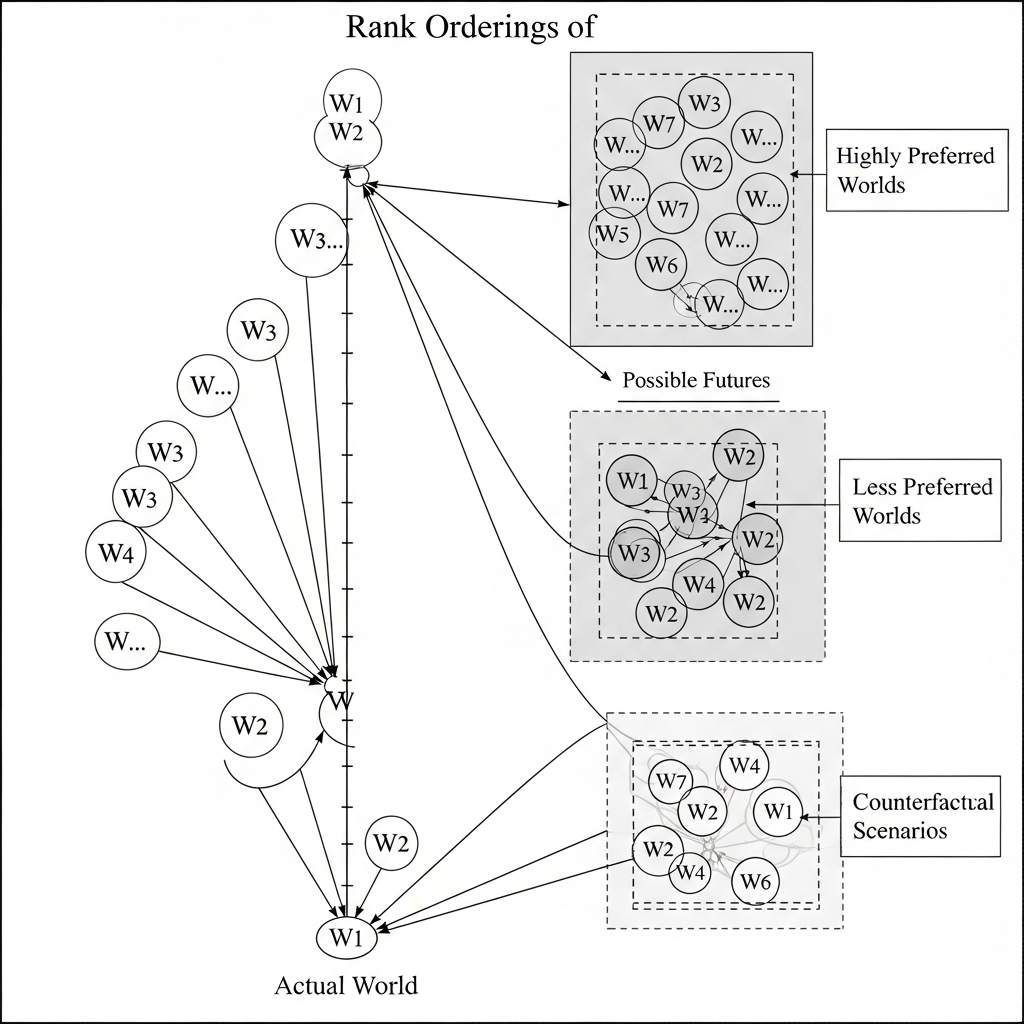 Rank Orderings of
W1
W2
W3...
W3
W...
W3
W3
W4
W...
W
W2
W2
W1
Actual World
W3
W7
W...
W...
W2
W...
W7
W...
W5
W...
W6
W...
W...
Highly Preferred
Worlds
Possible Futures
W2
W1
W3
W3
W2
W3
W4
W2
W2
Less Preferred
Worlds
W4
W7
W2
W1
W2
W4
W6
Counterfactual
Scenarios